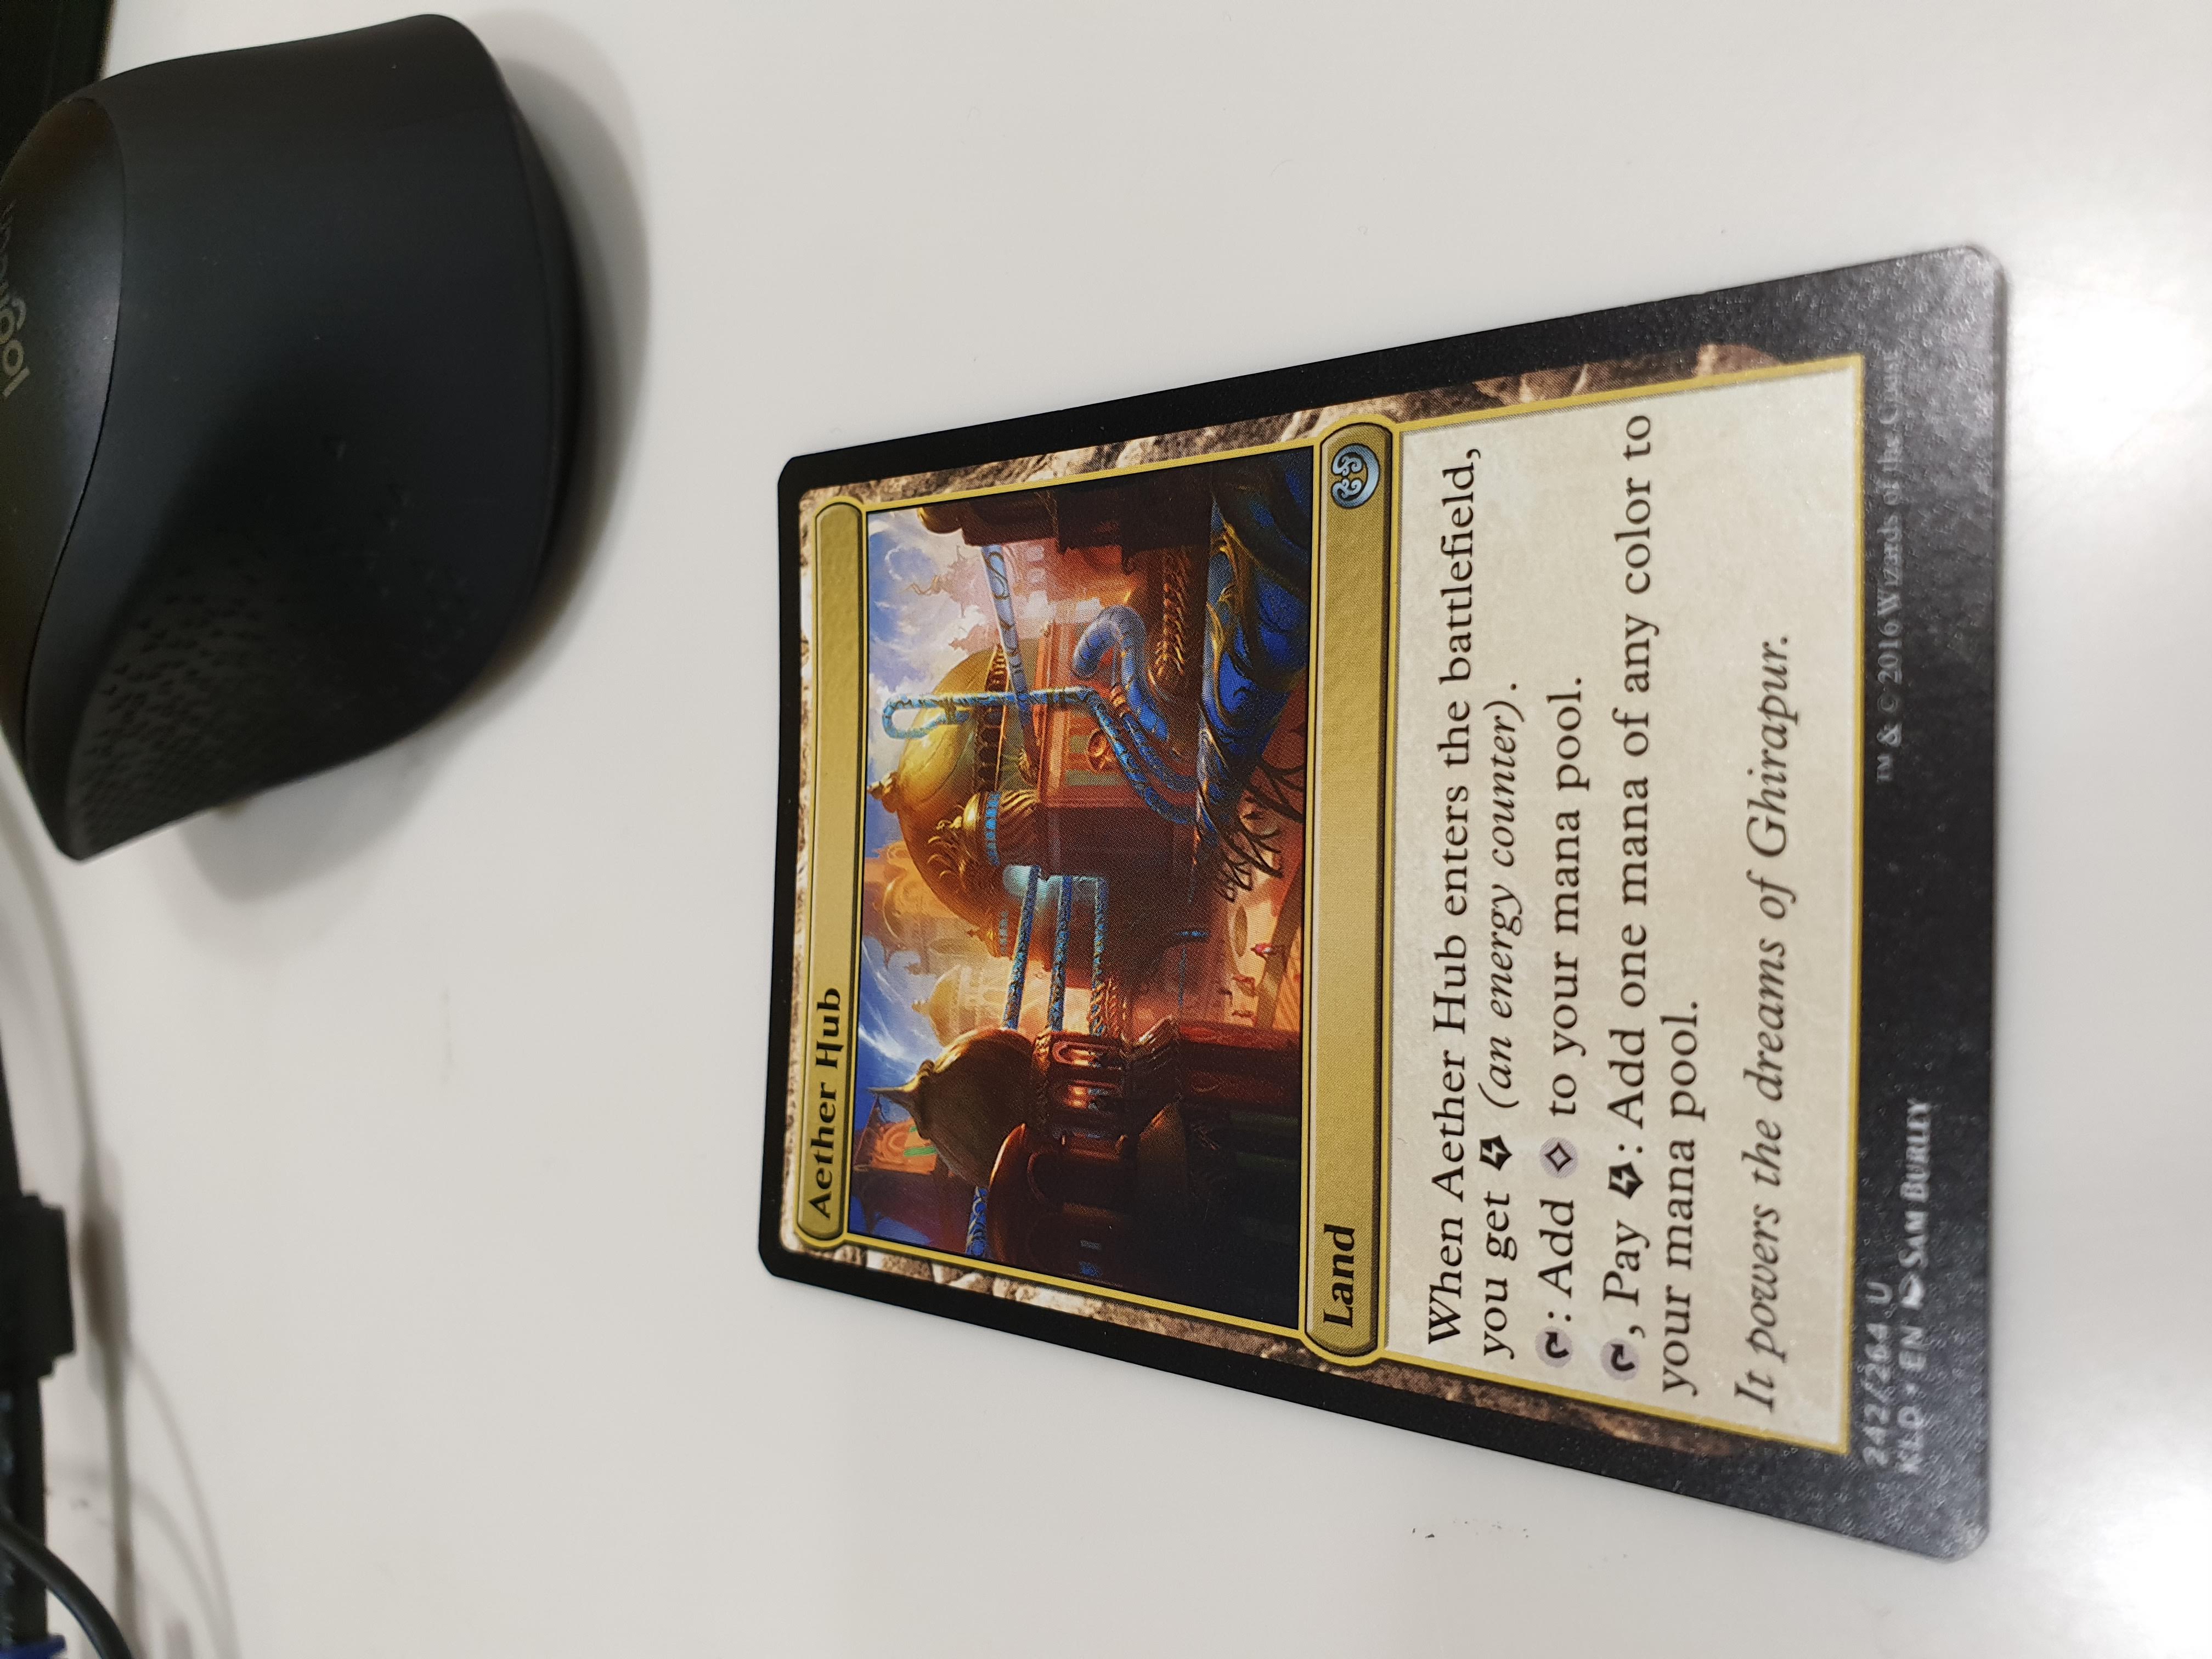 logitech
Aether Hub
Land
When Aether Hub enters the battlefield,
you get (an energy counter).
: Add to your mana pool.
, Pay : Add one mana of any color to
your mana pool.
It powers the dreams of Ghirapur.
242/264 U
KLD • EN Sam Burley
™ & © 2016 Wizards of the Coast